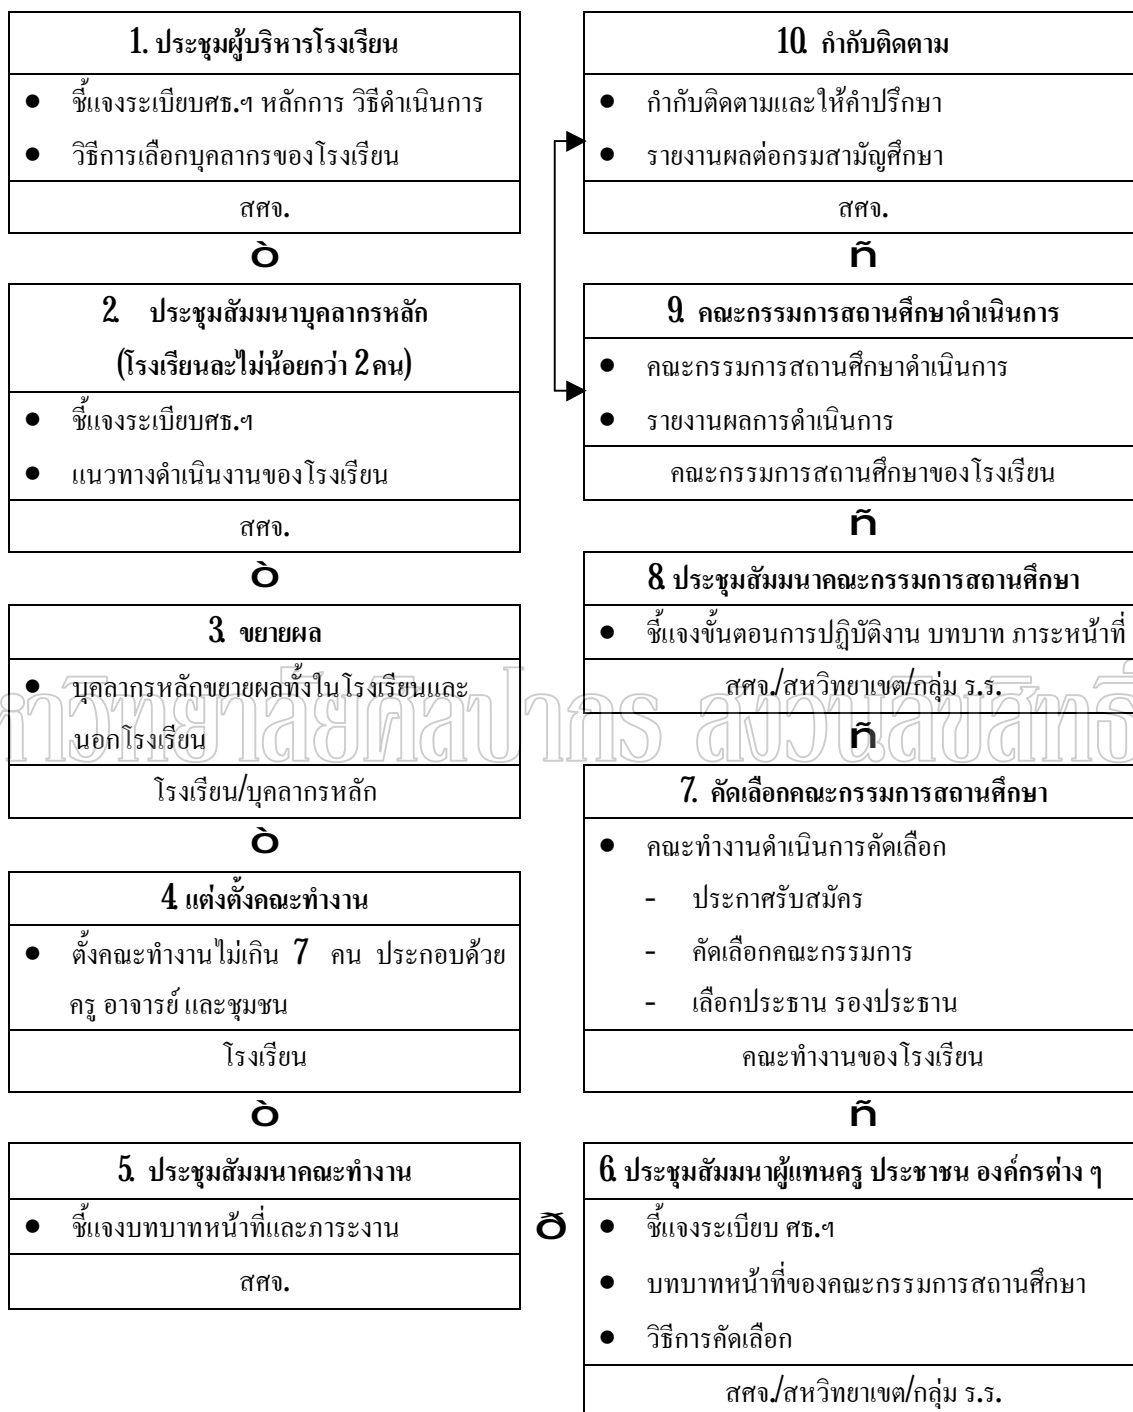 1. ประชุมผู้บริหารโรงเรียน
● ชี้แจงระเบียบศธ.ฯ หลักการ วิธีดำเนินการ
● วิธีการเลือกบุคลากรของโรงเรียน
สศจ.
ò
2. ประชุมสัมมนาบุคลากรหลัก
(โรงเรียนละไม่น้อยกว่า 2 คน)
● ชี้แจงระเบียบศธ.ฯ
● แนวทางดำเนินงานของโรงเรียน
สศจ.
ò
3. ขยายผล
● บุคลากรหลักขยายผลทั้งในโรงเรียนและ
นอกโรงเรียน
โรงเรียน/บุคลากรหลัก
ò
4. แต่งตั้งคณะทำงาน
● ตั้งคณะทำงานไม่เกิน 7 คน ประกอบด้วย
ครู อาจารย์ และชุมชน
โรงเรียน
ò
5. ประชุมสัมมนาคณะทำงาน
● ชี้แจงบทบาทหน้าที่และภาระงาน
สศจ.
ð
6. ประชุมสัมมนาผู้แทนครู ประชาชน องค์กรต่าง ๆ
● ชี้แจงระเบียบ ศธ.ฯ
● บทบาทหน้าที่ของคณะกรรมการสถานศึกษา
● วิธีการคัดเลือก
สศจ./สหวิทยาเขต/กลุ่ม ร.ร.
ñ
7. คัดเลือกคณะกรรมการสถานศึกษา
● คณะทำงานดำเนินการคัดเลือก
- ประกาศรับสมัคร
- คัดเลือกคณะกรรมการ
- เลือกประธาน รองประธาน
คณะทำงานของโรงเรียน
ñ
8. ประชุมสัมมนาคณะกรรมการสถานศึกษา
● ชี้แจงขั้นตอนการปฏิบัติงาน บทบาท ภาระหน้าที่
สศจ./สหวิทยาเขต/กลุ่ม ร.ร.
ñ
9. คณะกรรมการสถานศึกษาดำเนินการ
● คณะกรรมการสถานศึกษาดำเนินการ
● รายงานผลการดำเนินการ
คณะกรรมการสถานศึกษาของโรงเรียน
ñ
10. กำกับติดตาม
● กำกับติดตามและให้คำปรึกษา
● รายงานผลต่อกรมสามัญศึกษา
สศจ.
หาวิทยาลัยศิลปากร สงวนลิขสิทธิ